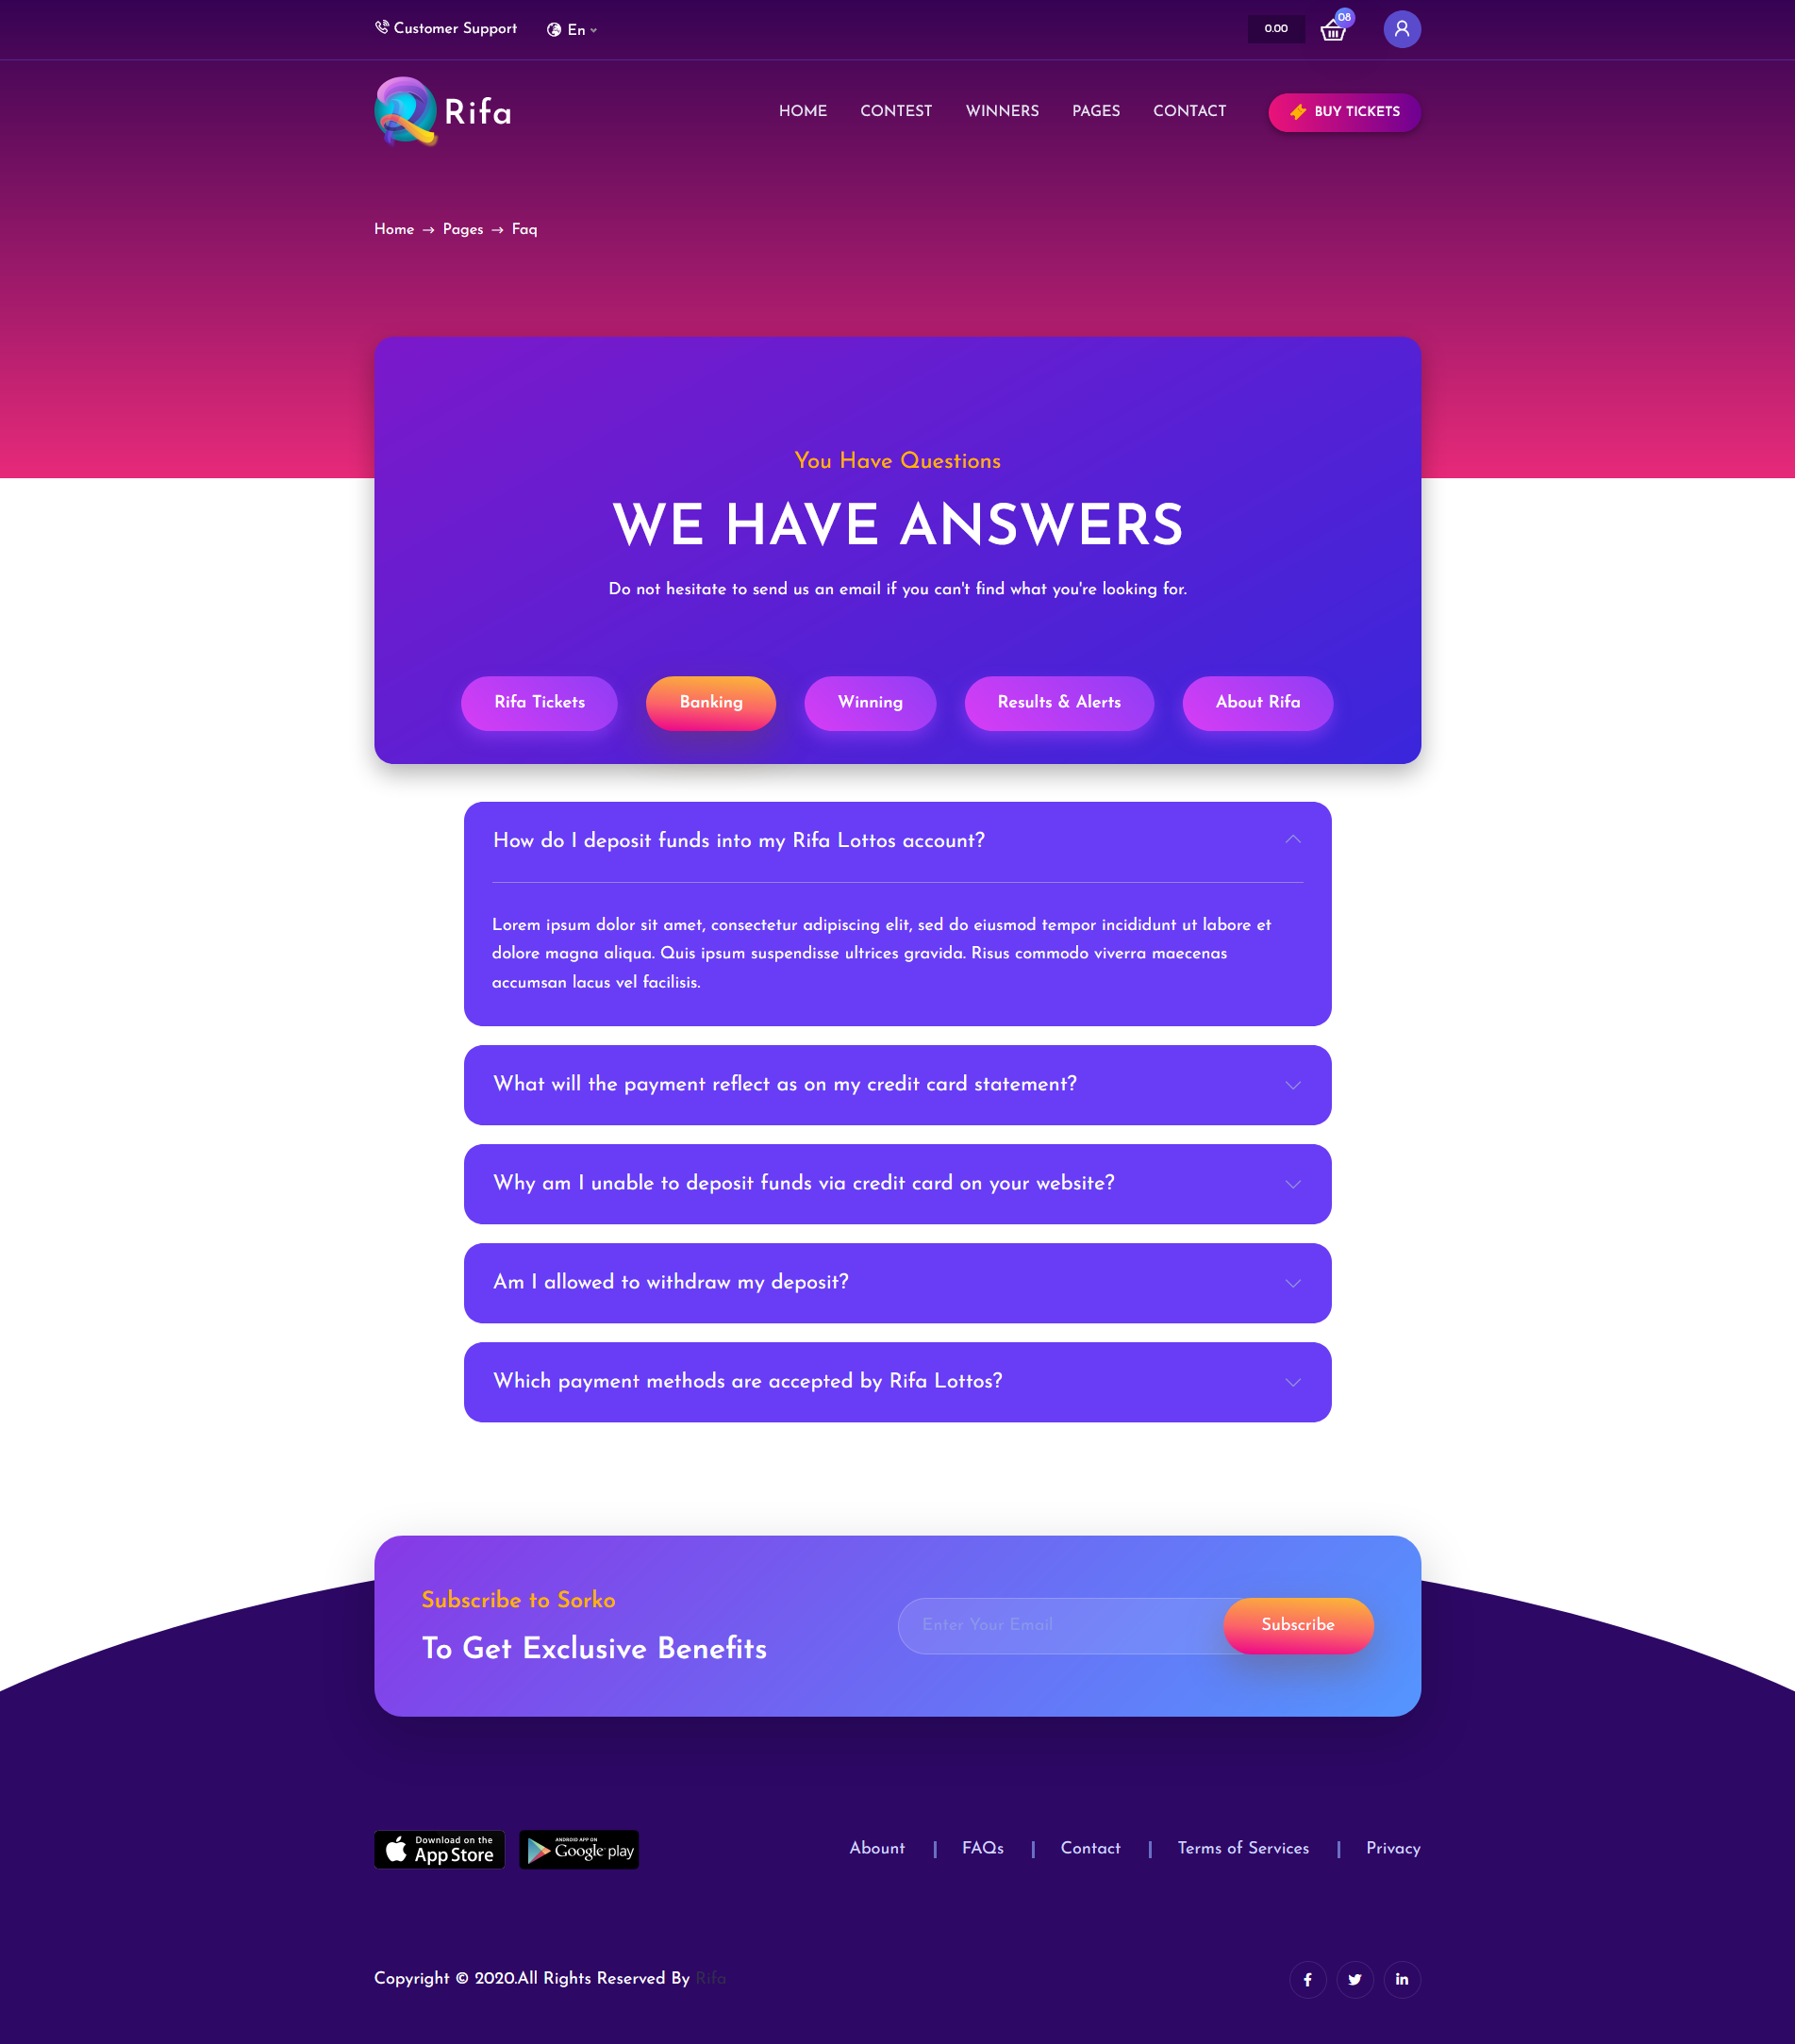 Customer Support
En
0.00
08
Rifa
HOME
CONTEST
WINNERS
PAGES
CONTACT
BUY TICKETS
Home → Pages → Faq
You Have Questions
WE HAVE ANSWERS
Do not hesitate to send us an email if you can't find what you're looking for.
Rifa Tickets
Banking
Winning
Results & Alerts
About Rifa
How do I deposit funds into my Rifa Lottos account?
Lorem ipsum dolor sit amet, consectetur adipiscing elit, sed do eiusmod tempor incididunt ut labore et
dolore magna aliqua. Quis ipsum suspendisse ultrices gravida. Risus commodo viverra maecenas
accumsan lacus vel facilisis.
What will the payment reflect as on my credit card statement?
Why am I unable to deposit funds via credit card on your website?
Am I allowed to withdraw my deposit?
Which payment methods are accepted by Rifa Lottos?
Subscribe to Sorko
To Get Exclusive Benefits
Enter Your Email
Subscribe
Download on the
App Store
ANDROID APP ON
Google play
Abount
FAQs
Contact
Terms of Services
Privacy
Copyright © 2020.All Rights Reserved By Rifa